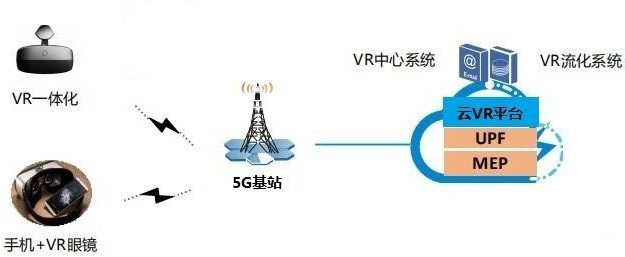 VR中心系统
VR流化系统
@
E-mail
VR一体化
云VR平台
UPF
MEP
5G基站
手机+VR眼镜